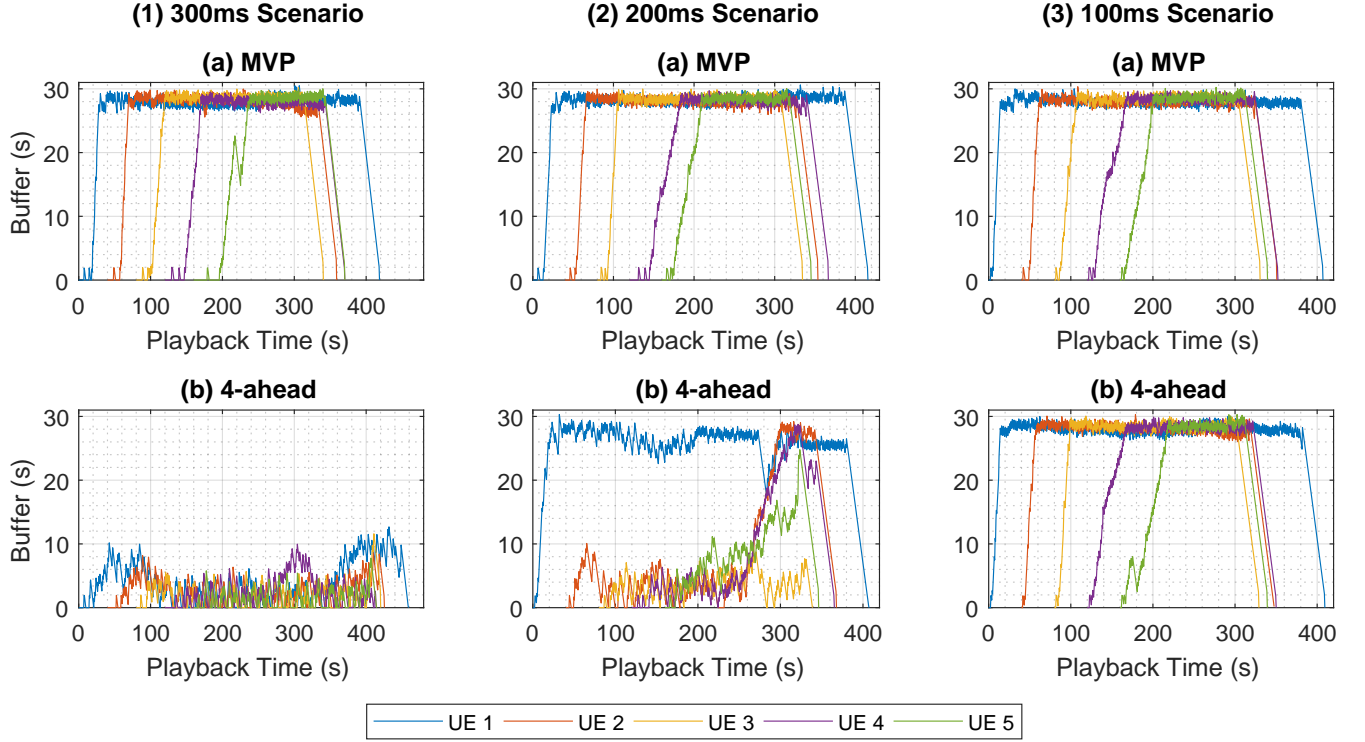 (1) 300ms Scenario
(2) 200ms Scenario
(3) 100ms Scenario
(a) MVP
(a) MVP
(a) MVP
30
20
10
0
Buffer (s)
0 100 200 300 400
Playback Time (s)
30
20
10
0
0 100 200 300 400
Playback Time (s)
30
20
10
0
0 100 200 300 400
Playback Time (s)
(b) 4-ahead
(b) 4-ahead
(b) 4-ahead
30
20
10
0
Buffer (s)
0 100 200 300 400
Playback Time (s)
30
20
10
0
0 100 200 300 400
Playback Time (s)
30
20
10
0
0 100 200 300 400
Playback Time (s)
UE 1 UE 2 UE 3 UE 4 UE 5